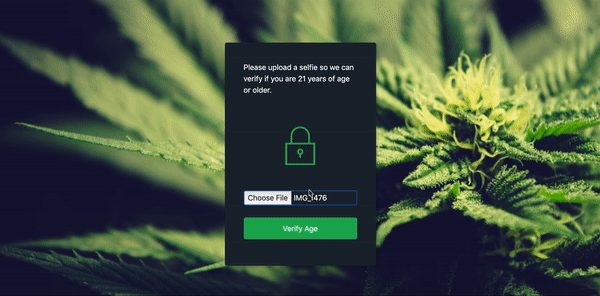 Please upload a selfie so we can
verify if you are 21 years of age
or older.
Choose File
Verify Age